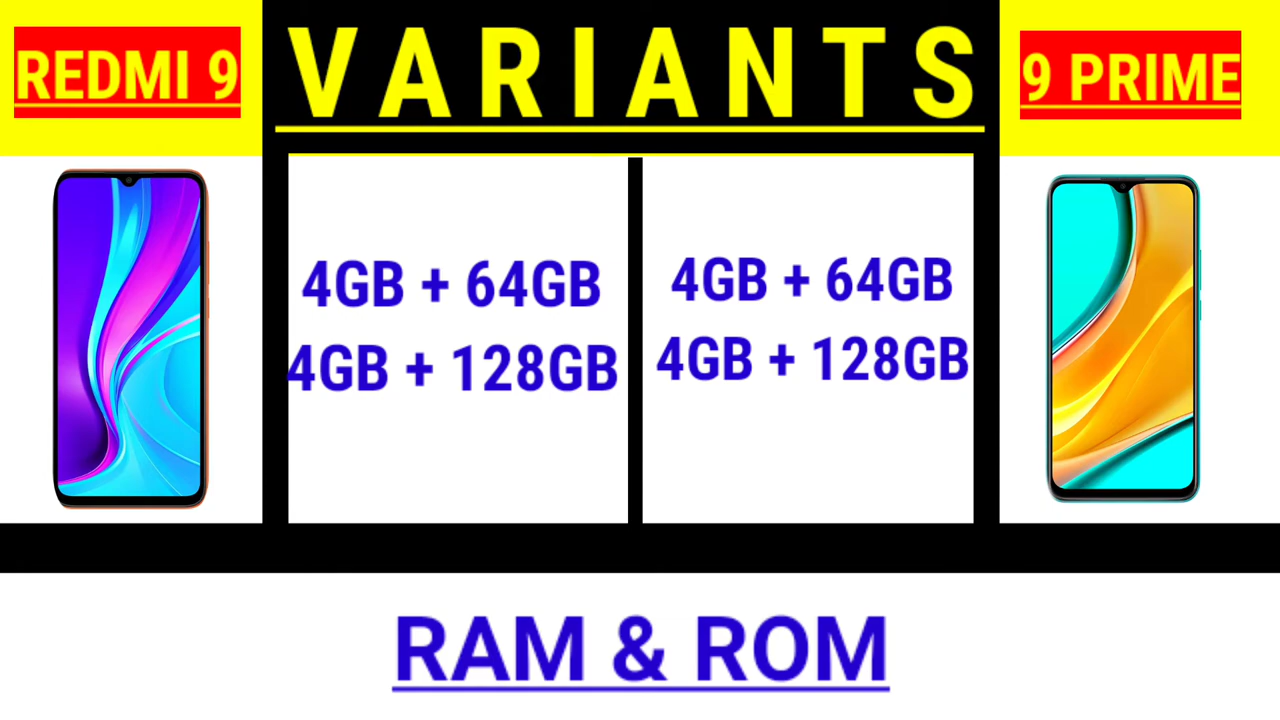 REDMI 9
VARIANTS
9 PRIME
4GB + 64GB
4GB + 128GB
4GB + 64GB
4GB + 128GB
RAM & ROM